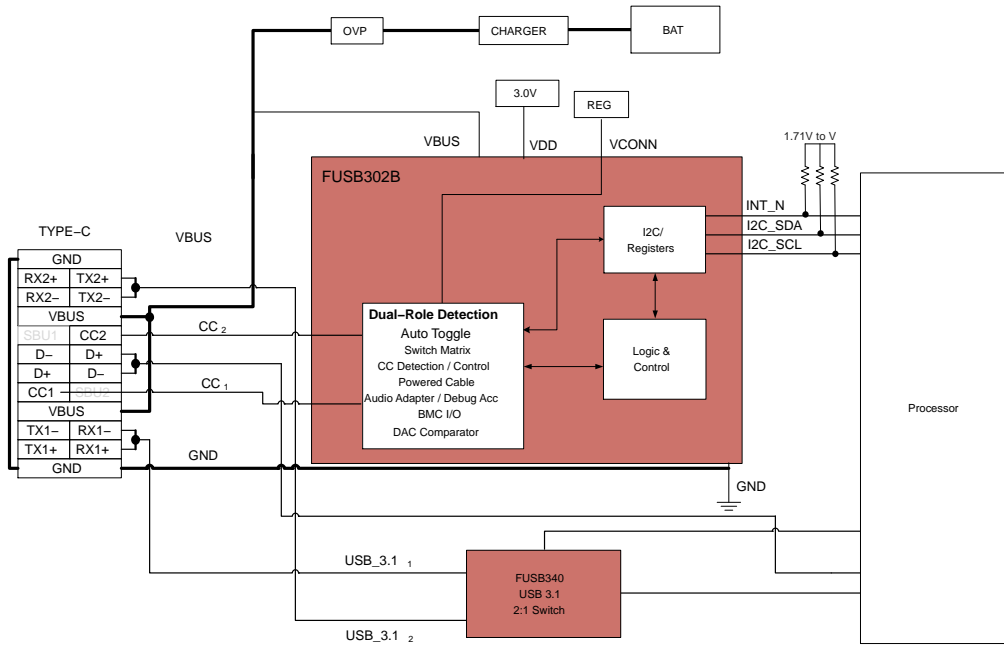 OVP
CHARGER
BAT
3.0V
REG
VBUS
VDD
VCONN
1.71V to V
FUSB302B
INT_N
I2C_SDA
I2C_SCL
I2C/
Registers
TYPE–C
VBUS
GND
RX2+ TX2+
RX2– TX2–
VBUS
SBU1 CC2
D– D+
D+ D–
CC1 SBU2
VBUS
TX1– RX1–
TX1+ RX1+
GND
CC 2
CC 1
GND
Dual–Role Detection
Auto Toggle
Switch Matrix
CC Detection / Control
Powered Cable
Audio Adapter / Debug Acc
BMC I/O
DAC Comparator
Logic &
Control
Processor
GND
USB_3.1 1
USB_3.1 2
FUSB340
USB 3.1
2:1 Switch